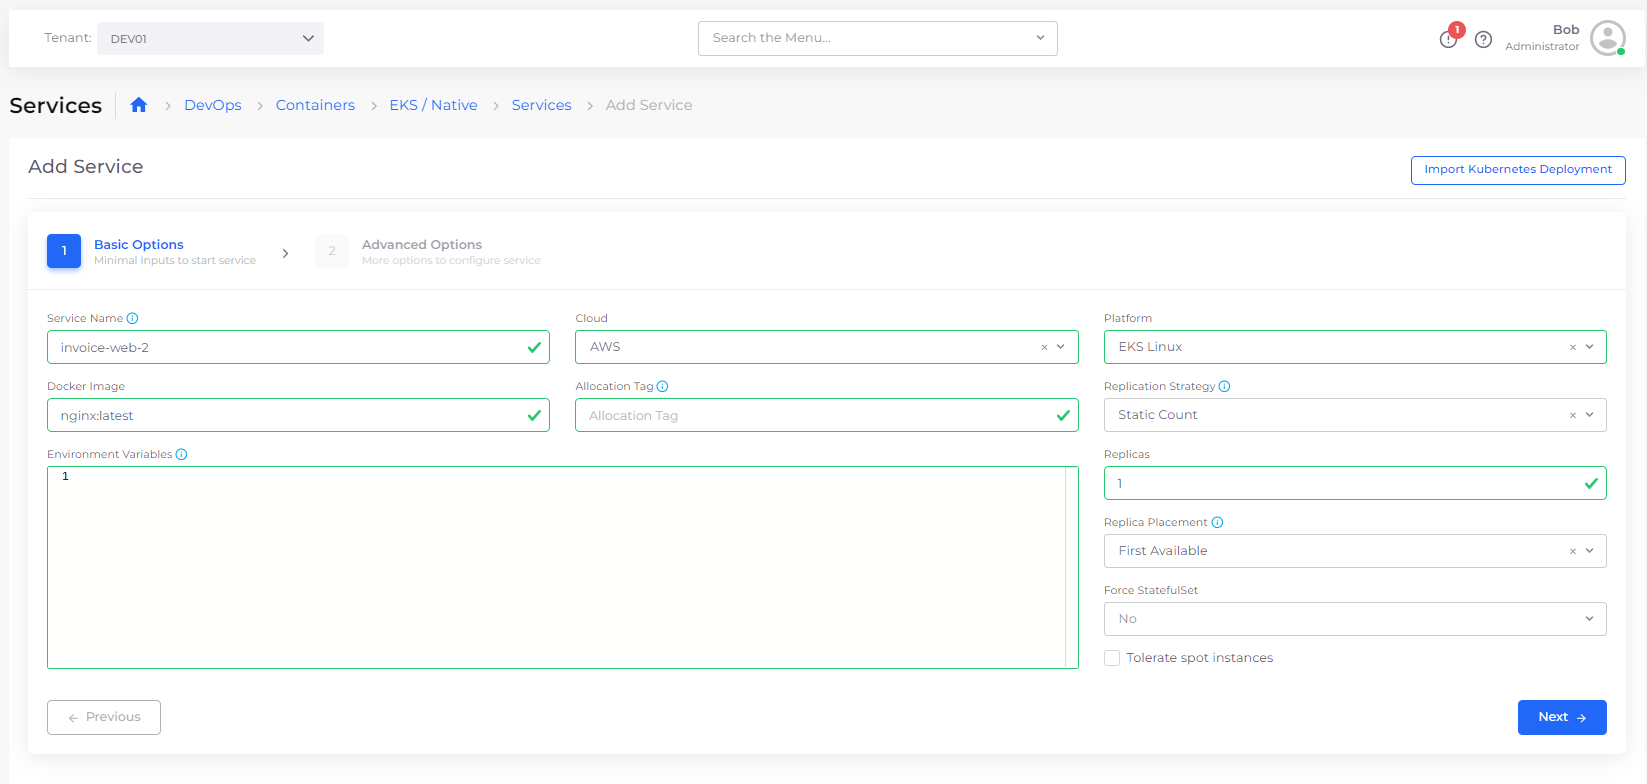 Tenant: DEV01
Search the Menu...
1
Bob
Administrator
Services
DevOps > Containers > EKS / Native > Services > Add Service
Add Service
Import Kubernetes Deployment
1
Basic Options
Minimal Inputs to start service
2
Advanced Options
More options to configure service
Service Name
invoice-web-2
Cloud
AWS
Platform
EKS Linux
Docker Image
nginx:latest
Allocation Tag
Allocation Tag
Replication Strategy
Static Count
Environment Variables
1
Replicas
1
Replica Placement
First Available
Force StatefulSet
No
Tolerate spot instances
Previous
Next